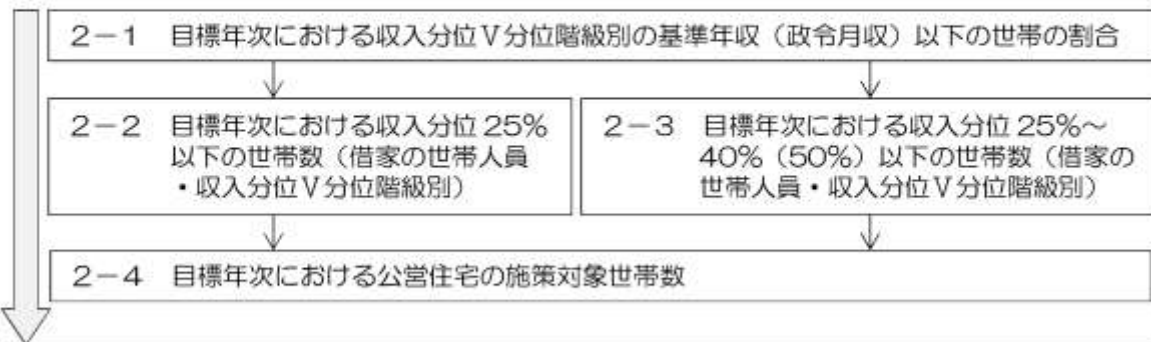 2－1 目標年次における収入分位Ⅴ分位階級別の基準年収（政令月収）以下の世帯の割合
2－2 目標年次における収入分位 25%
以下の世帯数（借家の世帯人員
・収入分位Ⅴ分位階級別）
2－3 目標年次における収入分位 25%～
40%（50%）以下の世帯数（借家の
世帯人員・収入分位Ⅴ分位階級別）
2－4 目標年次における公営住宅の施策対象世帯数